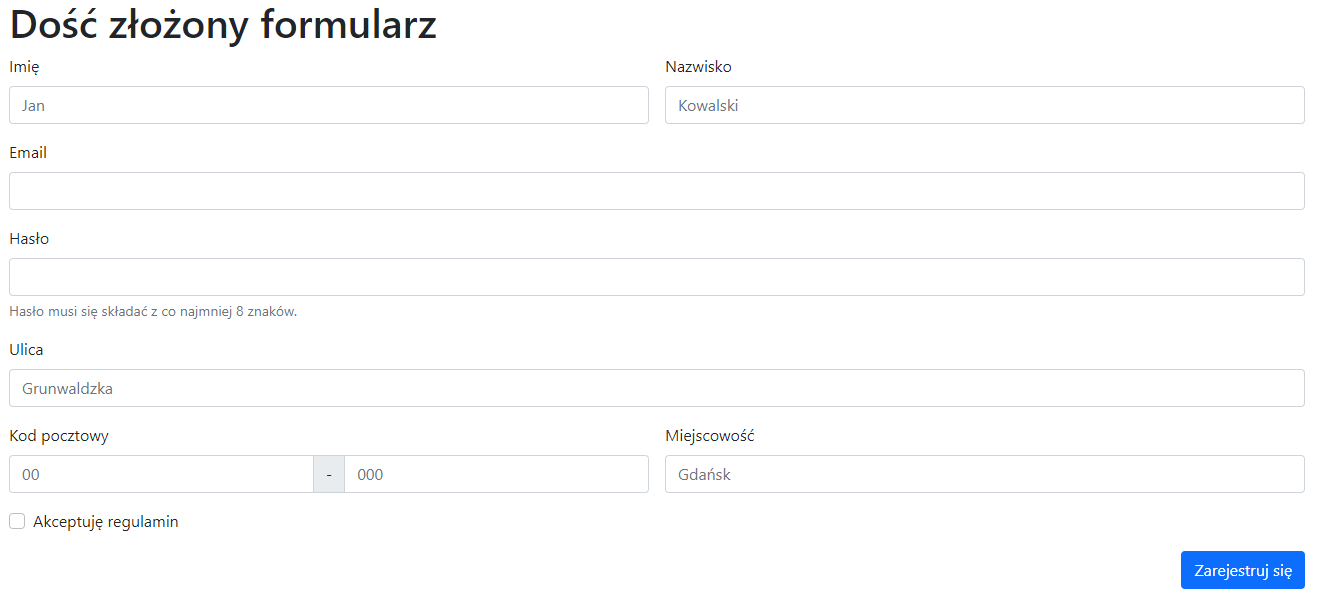 Dość złożony formularz
Imię Nazwisko
Jan Kowalski
Email
Hasło
Hasło musi się składać z co najmniej 8 znaków.
Ulica
Grunwaldzka
Kod pocztowy Miejscowość
00 - 000 Gdańsk
Akceptuję regulamin
Zarejestruj się